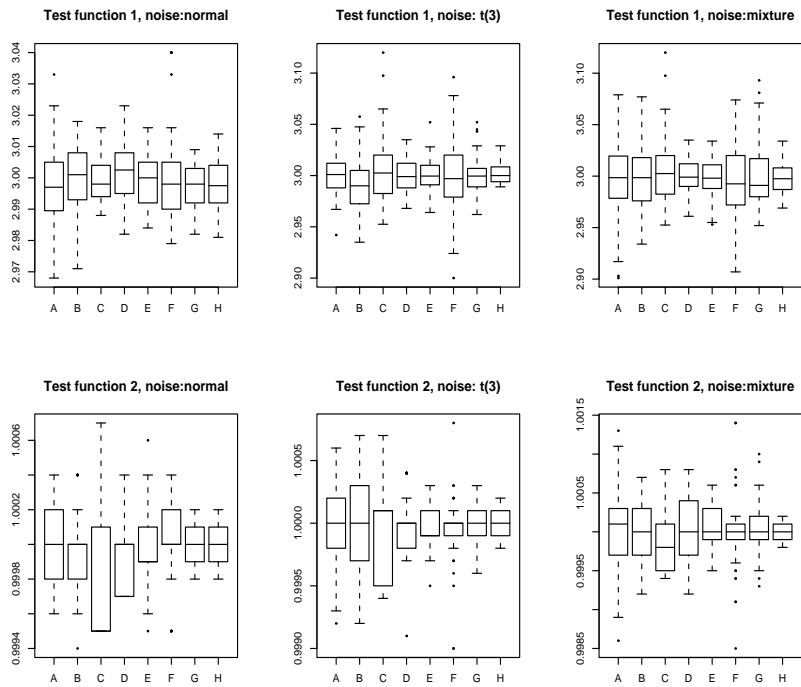 Test function 1, noise:normal
3.04
3.03
3.02
3.01
3.00
2.99
2.98
2.97
A B C D E F G H
Test function 1, noise: t(3)
3.10
3.05
3.00
2.95
2.90
A B C D E F G H
Test function 1, noise:mixture
3.10
3.05
3.00
2.95
2.90
A B C D E F G H
Test function 2, noise:normal
1.0006
1.0002
0.9998
0.9994
A B C D E F G H
Test function 2, noise: t(3)
1.0005
1.0000
0.9995
0.9990
A B C D E F G H
Test function 2, noise:mixture
1.0015
1.0005
0.9995
0.9985
A B C D E F G H